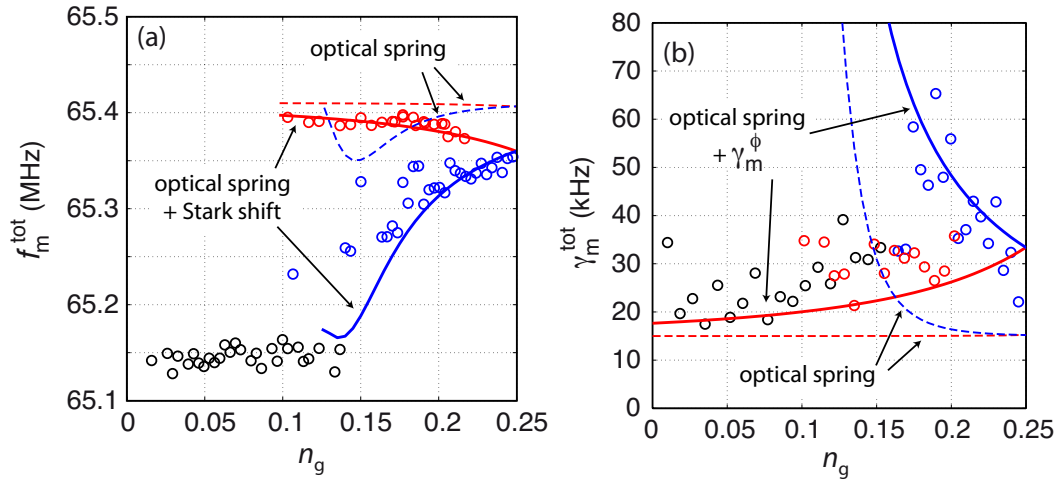 (a)
65.5
65.4
65.3
65.2
65.1
f_m^tot (MHz)
optical spring
optical spring
+ Stark shift
0
0.05
0.1
0.15
0.20
0.25
n_g
(b)
80
70
60
50
40
30
20
10
0
γ_m^tot (kHz)
optical spring
+ γ_m^ϕ
optical spring
0
0.05
0.1
0.15
0.20
0.25
n_g